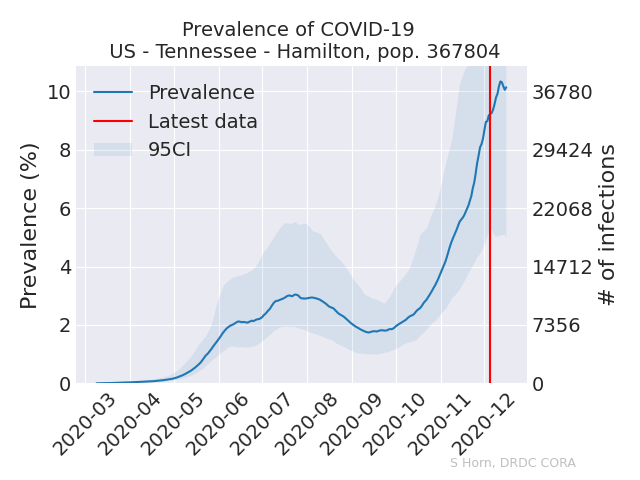 Prevalence of COVID-19
US - Tennessee - Hamilton, pop. 367804
Prevalence
Latest data
95CI
Prevalence (%)
10
8
6
4
2
0
36780
29424
22068
14712
7356
0
# of infections
2020-03
2020-04
2020-05
2020-06
2020-07
2020-08
2020-09
2020-10
2020-11
2020-12
S Horn, DRDC CORA